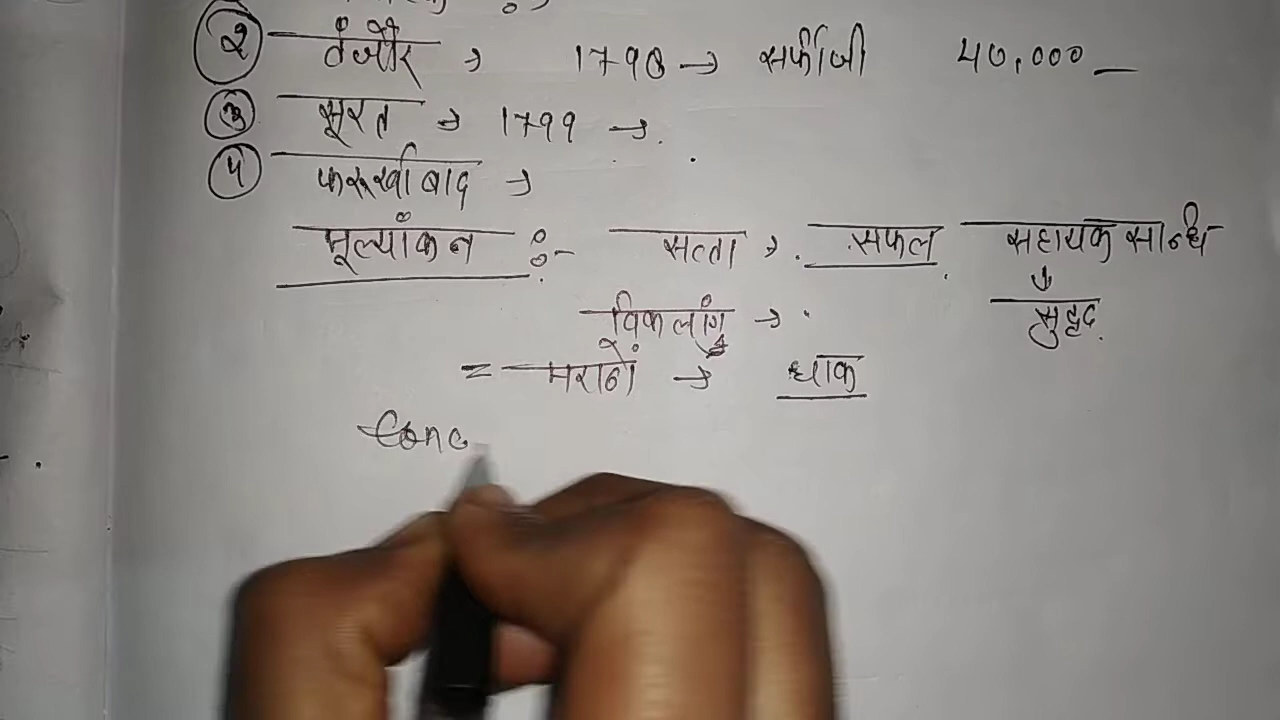 ② तंजौर → 1798 → सर्फोजी 40,000
③ सूरत → 1799 →
④ फरुर्खाबाद →
मूल्यांकन :- सत्ता → सफल सहायक सन्धि
↓
विकलांग → सुहृद
= मराठों → धाक
Conc